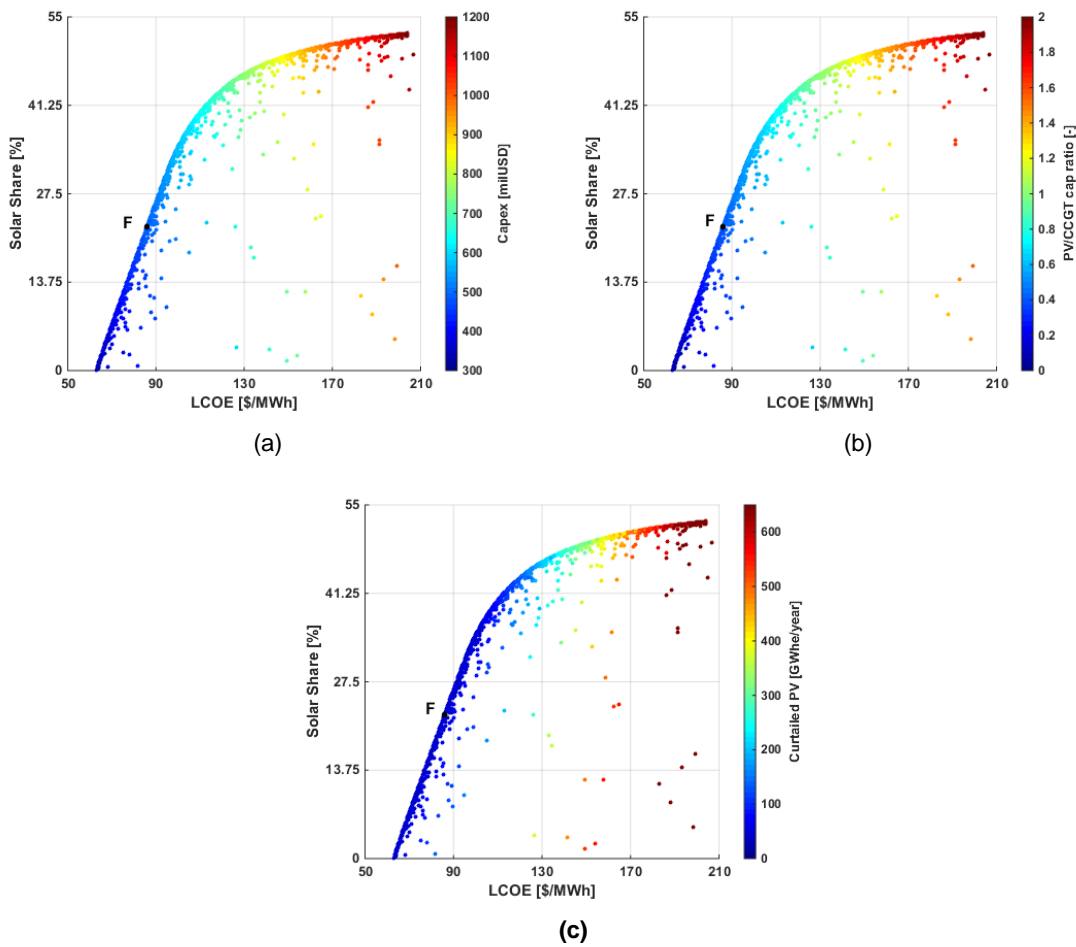 55
41.25
27.5
13.75
0
Solar Share [%]
F
50 90 130 170 210
LCOE [$/MWh]
1200
1100
1000
900
800
700
600
500
400
300
Capex [milUSD]
(a)
55
41.25
27.5
13.75
0
Solar Share [%]
F
50 90 130 170 210
LCOE [$/MWh]
2
1.8
1.6
1.4
1.2
1
0.8
0.6
0.4
0.2
0
PV/CCGT cap ratio [-]
(b)
55
41.25
27.5
13.75
0
Solar Share [%]
F
50 90 130 170 210
LCOE [$/MWh]
600
500
400
300
200
100
0
Curtailed PV [GWhe/year]
(c)